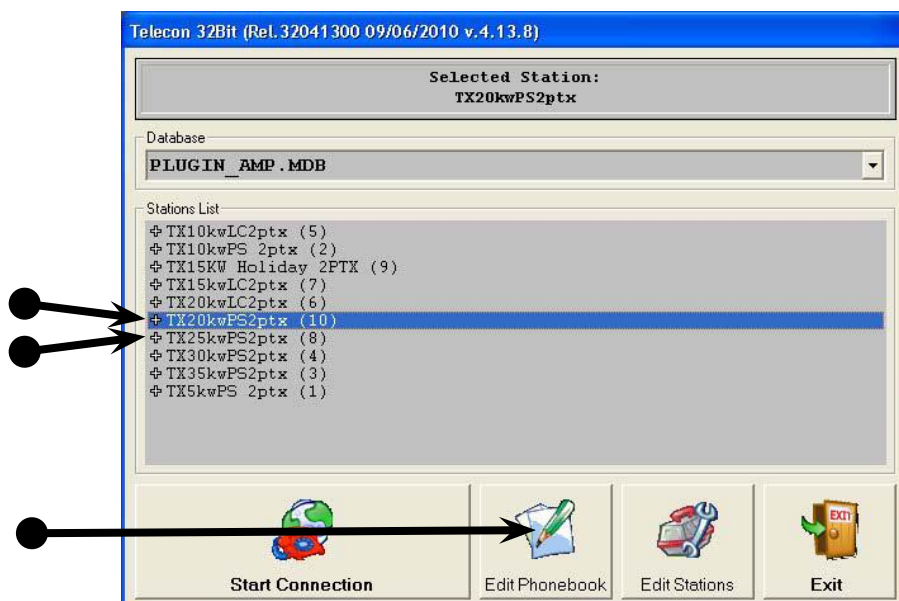 Telecon 32Bit (Rel.32041300 09/06/2010 v.4.13.8)
Selected Station:
TX20kwPS2ptx
Database
PLUGIN_AMP.MDB
Stations List
TX10kwLC2ptx (5)
TX10kwPS 2ptx (2)
TX15KW Holiday 2PTX (9)
TX15kwLC2ptx (7)
TX20kwLC2ptx (6)
TX20kwPS2ptx (10)
TX25kwPS2ptx (8)
TX30kwPS2ptx (4)
TX35kwPS2ptx (3)
TX5kwPS 2ptx (1)
EXIT
Start Connection Edit Phonebook Edit Stations Exit